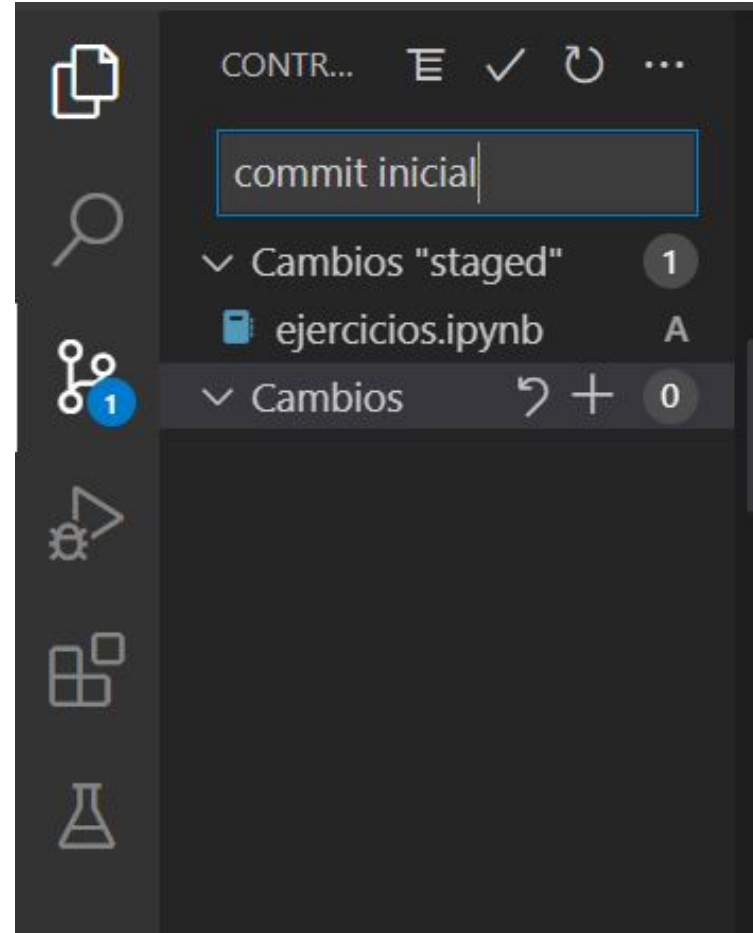 CONTR...
commit inicial
Cambios "staged" 1
ejercicios.ipynb A
1
Cambios 0